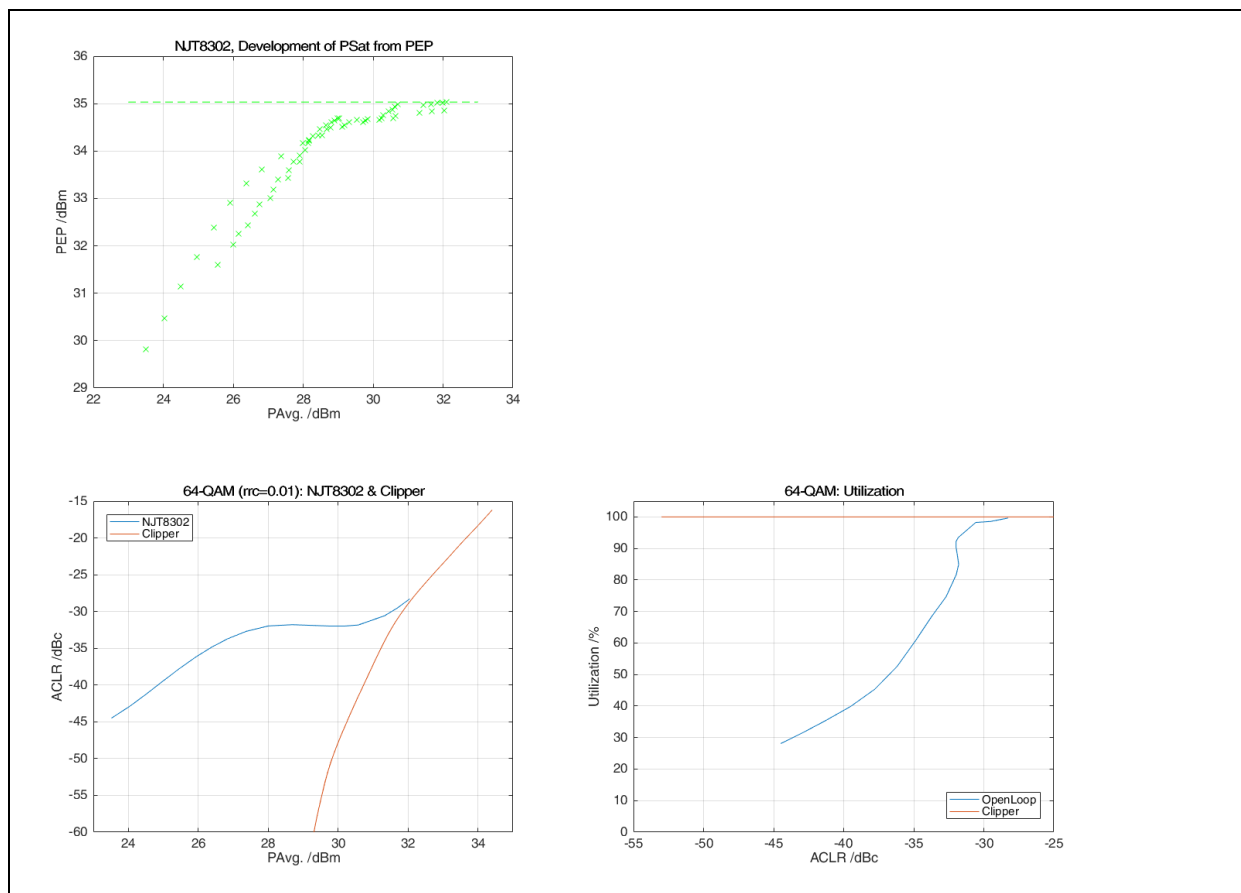 NJT8302, Development of PSat from PEP
36
35
34
33
32
31
30
29
PEP /dBm
22 24 26 28 30 32 34
PAvg. /dBm
64-QAM (rrc=0.01): NJT8302 & Clipper
-15
-20
-25
-30
-35
-40
-45
-50
-55
-60
ACLR /dBc
NJT8302
Clipper
24 26 28 30 32 34
PAvg. /dBm
64-QAM: Utilization
100
90
80
70
60
50
40
30
20
10
0
Utilization /%
OpenLoop
Clipper
-55 -50 -45 -40 -35 -30 -25
ACLR /dBc